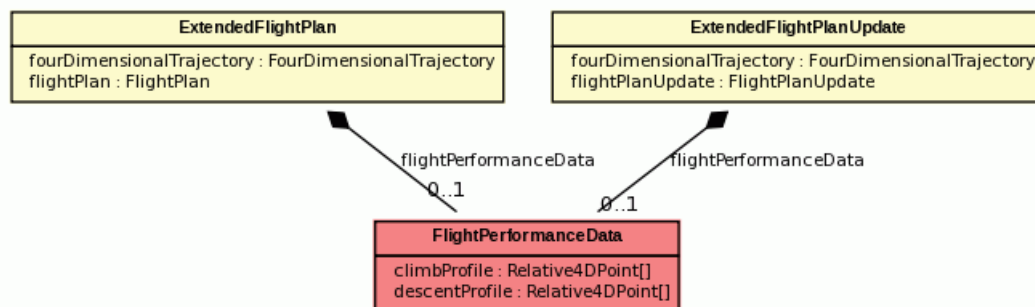 ExtendedFlightPlan
fourDimensionalTrajectory : FourDimensionalTrajectory
flightPlan : FlightPlan
ExtendedFlightPlanUpdate
fourDimensionalTrajectory : FourDimensionalTrajectory
flightPlanUpdate : FlightPlanUpdate
flightPerformanceData
0..1
flightPerformanceData
0..1
FlightPerformanceData
climbProfile : Relative4DPoint[]
descentProfile : Relative4DPoint[]